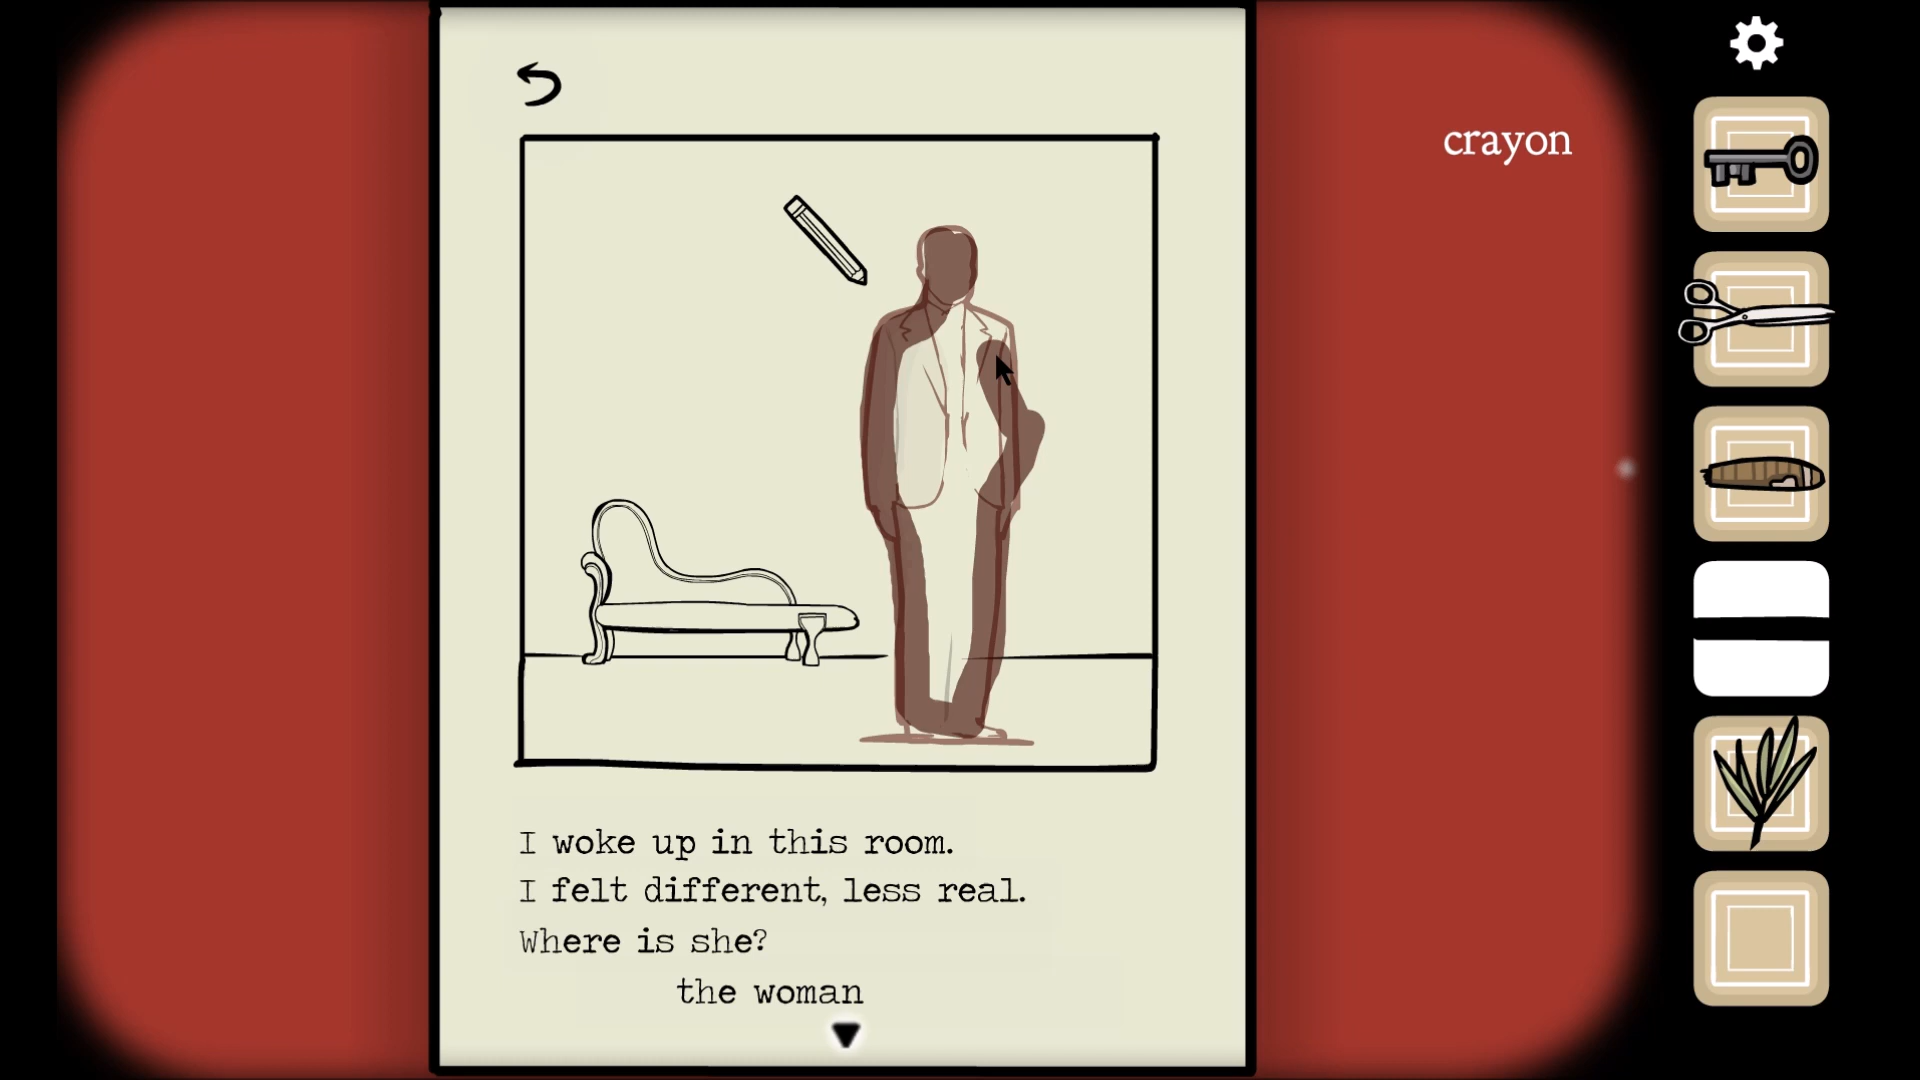 crayon
I woke up in this room.
I felt different, less real.
Where is she?
the woman